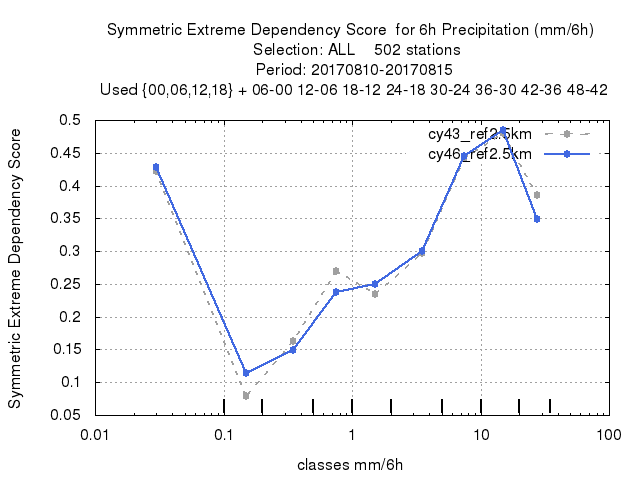 Symmetric Extreme Dependency Score  for 6h Precipitation (mm/6h)
Selection: ALL    502 stations
Period: 20170810-20170815
Used {00,06,12,18} + 06-00 12-06 18-12 24-18 30-24 36-30 42-36 48-42
Symmetric Extreme Dependency Score
0.5
0.45
0.4
0.35
0.3
0.25
0.2
0.15
0.1
0.05
cy43_ref2.5km
cy46_ref2.5km
0.01 0.1 1 10 100
classes mm/6h